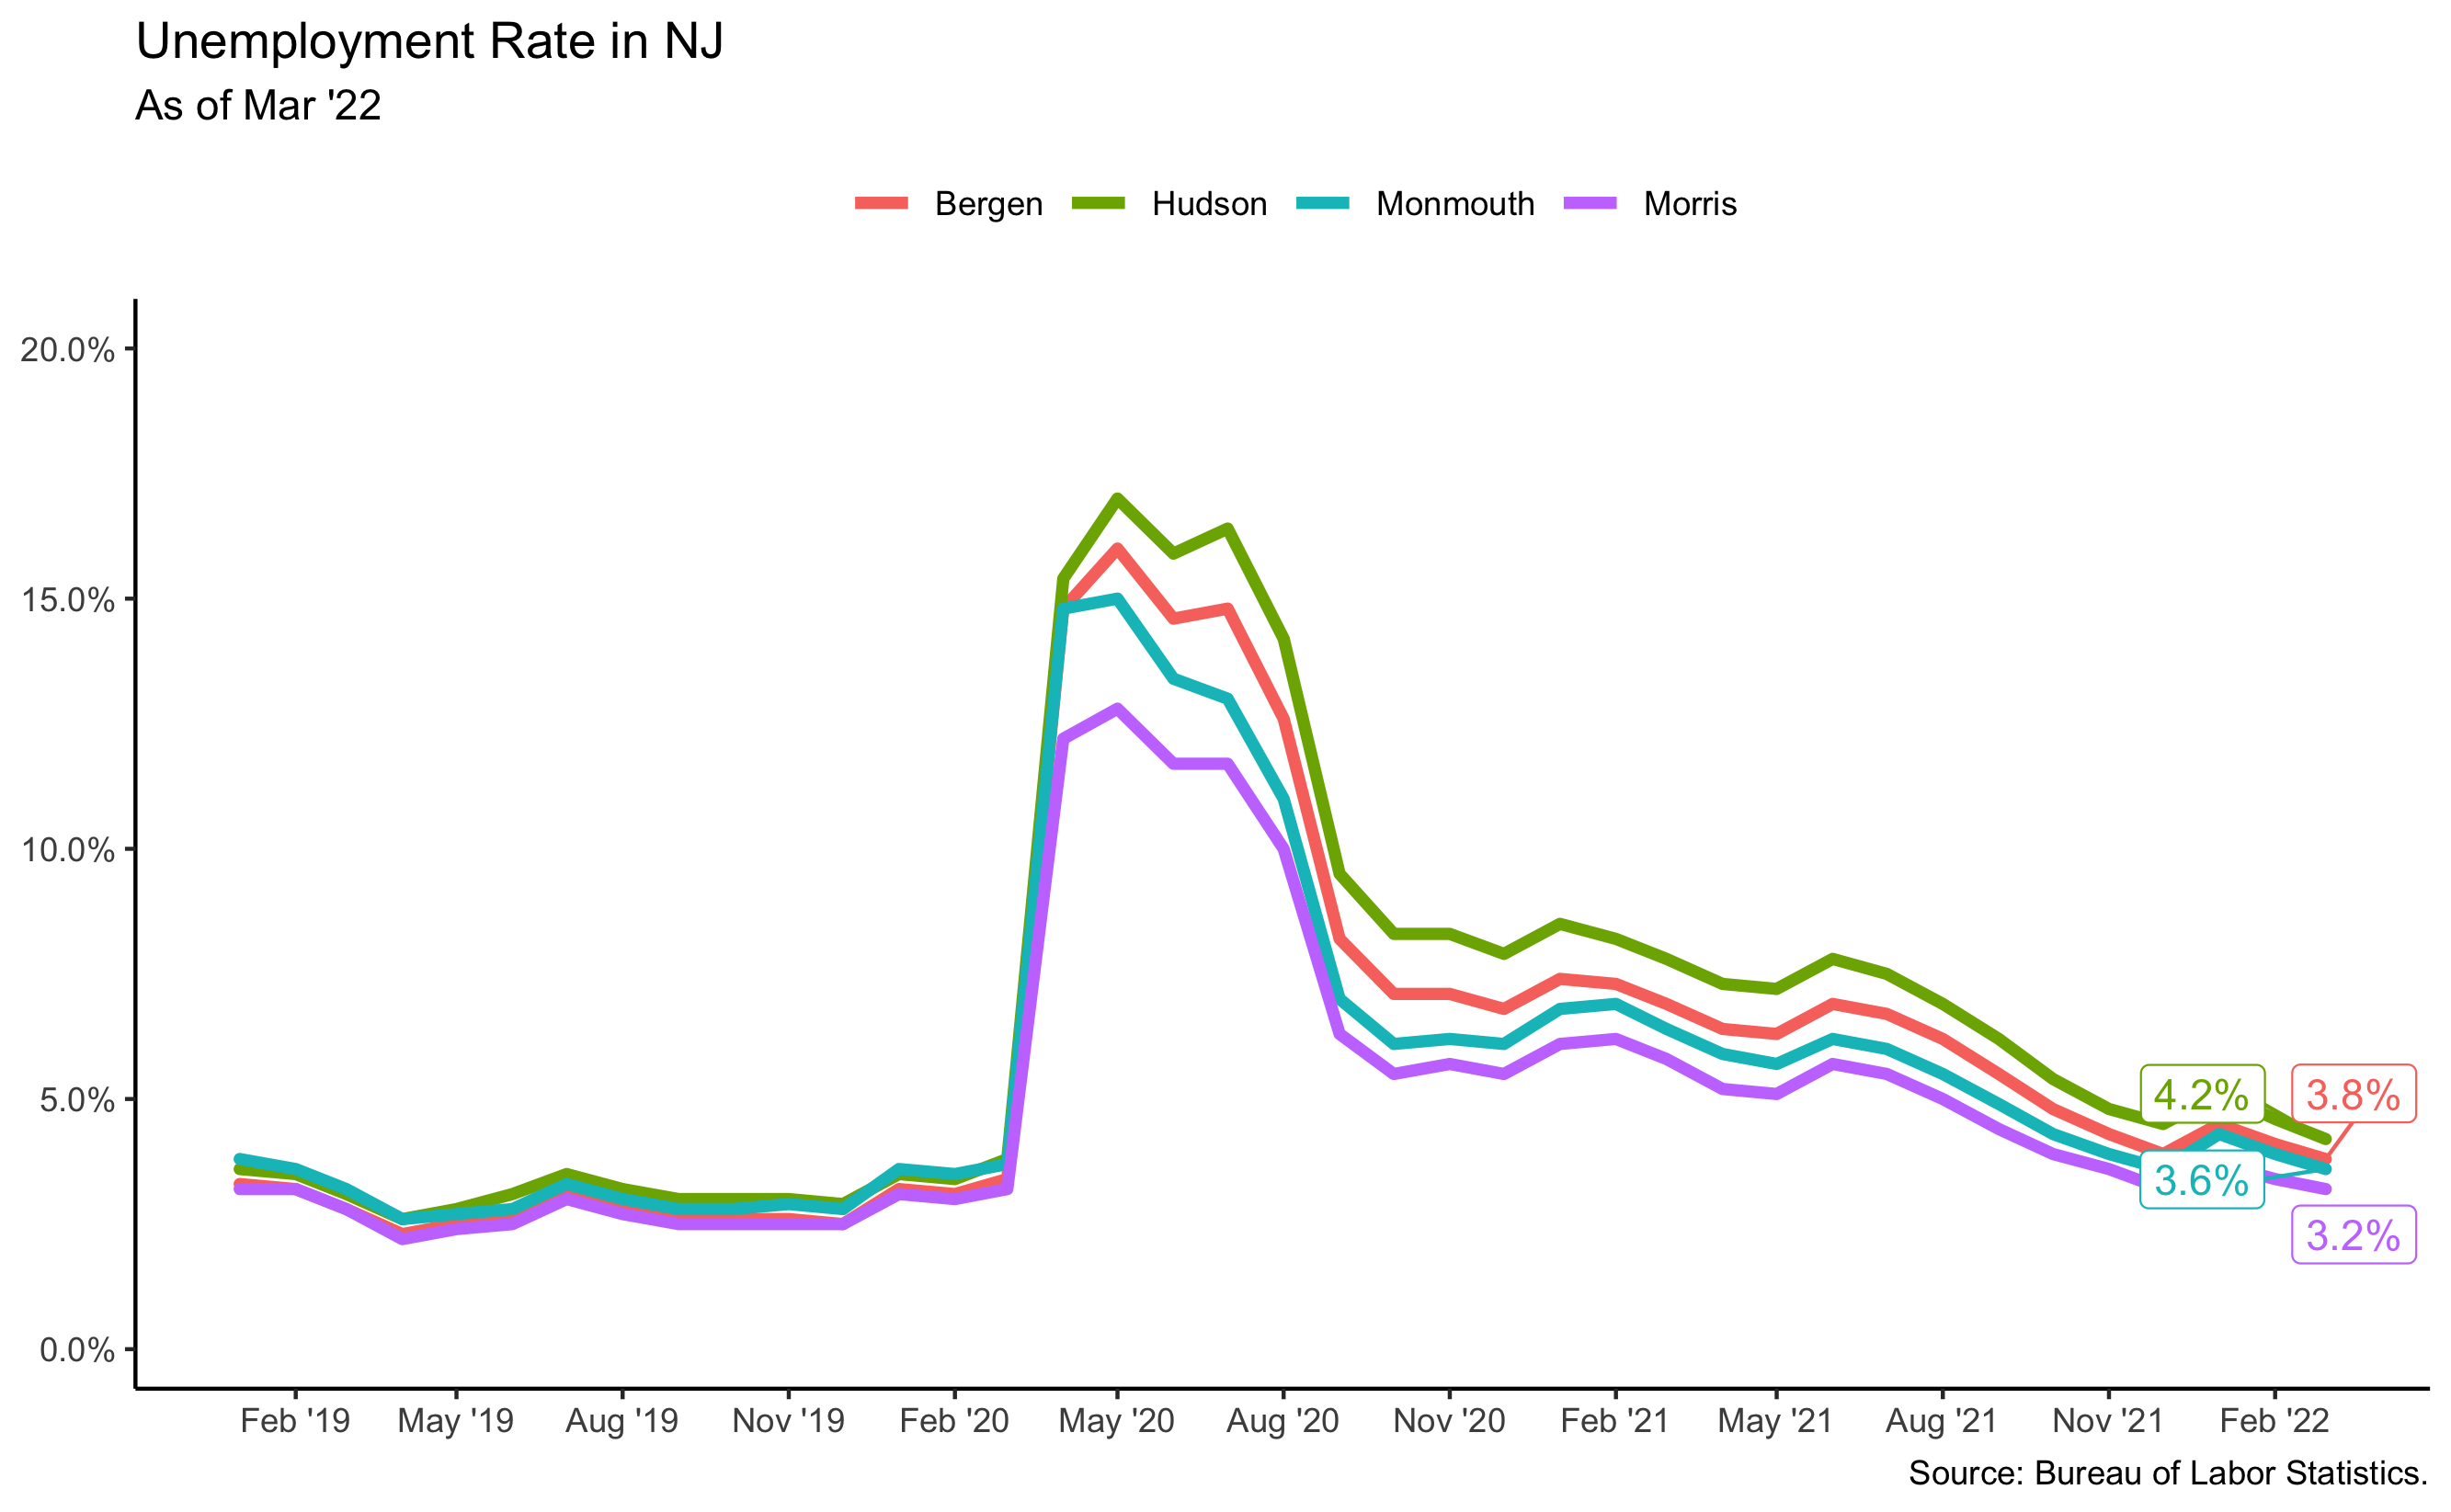 Unemployment Rate in NJ
As of Mar '22
Bergen Hudson Monmouth Morris
20.0%
15.0%
10.0%
5.0%
0.0%
4.2% 3.8%
3.6%
3.2%
Feb '19 May '19 Aug '19 Nov '19 Feb '20 May '20 Aug '20 Nov '20 Feb '21 May '21 Aug '21 Nov '21 Feb '22
Source: Bureau of Labor Statistics.